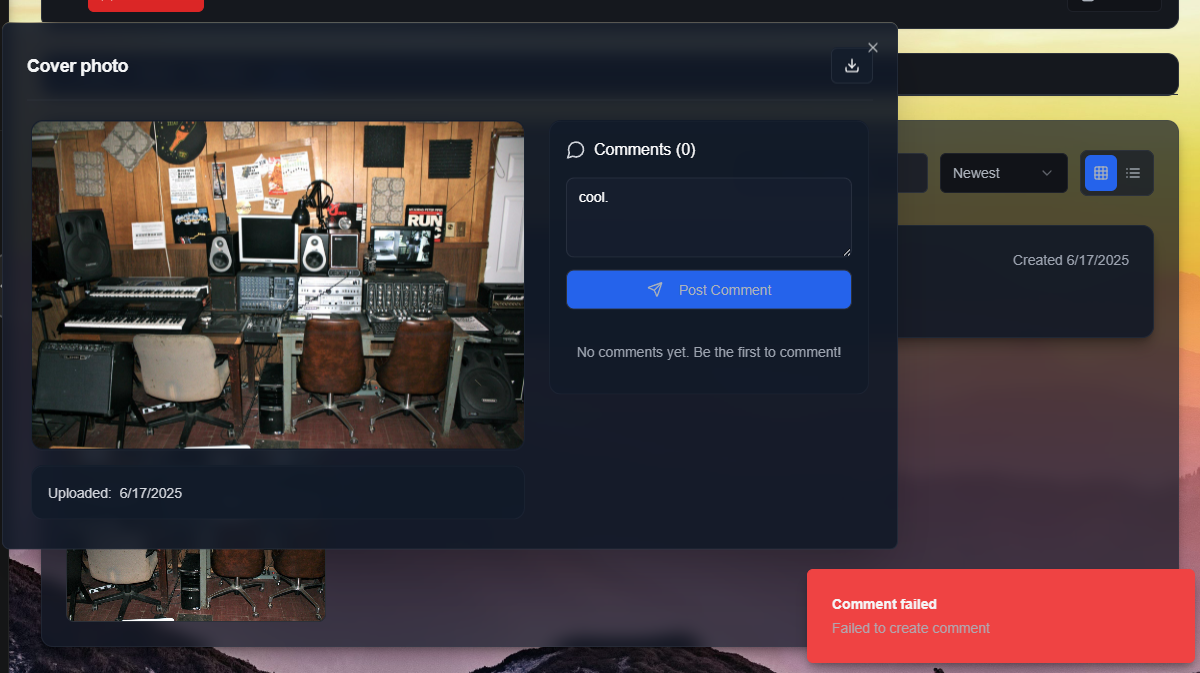 Cover photo
Comments (0)
cool.
Post Comment
No comments yet. Be the first to comment!
Uploaded: 6/17/2025
Newest
Created 6/17/2025
RUN
Comment failed
Failed to create comment